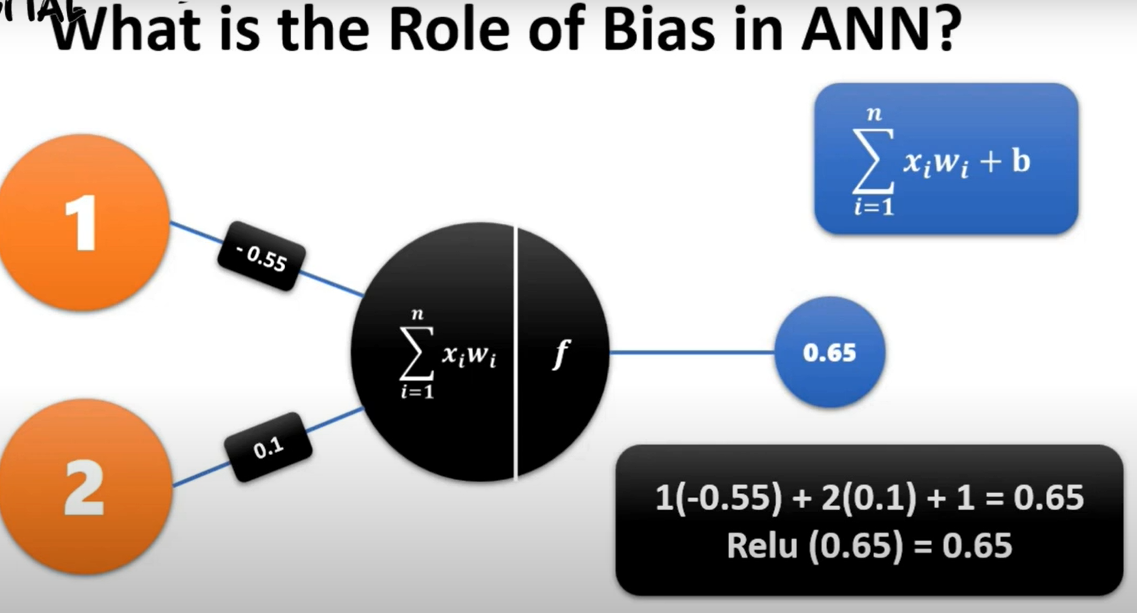 What is the Role of Bias in ANN?
n
∑ xᵢwᵢ + b
i=1
1
- 0.55
n
∑ xᵢwᵢ
i=1
f
0.65
2
0.1
1(-0.55) + 2(0.1) + 1 = 0.65
Relu (0.65) = 0.65